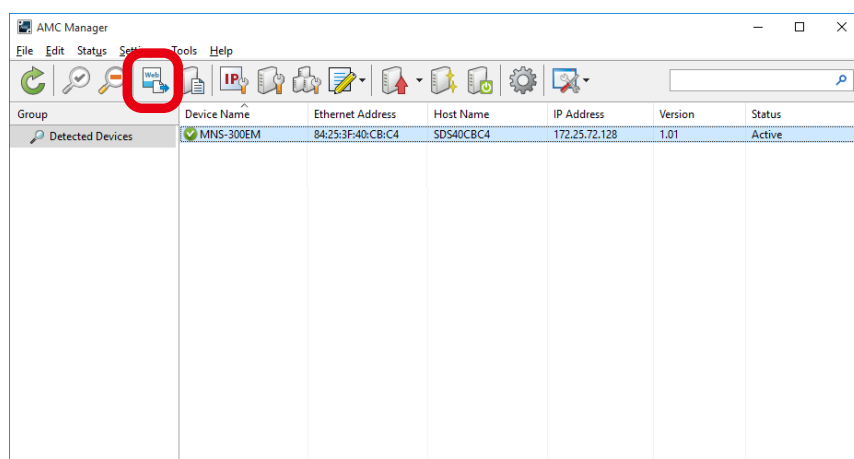 AMC Manager
File Edit Status Tools Help
Web IP
Group Device Name Ethernet Address Host Name IP Address Version Status
Detected Devices MNS-300EM 84:25:3F:40:CB:C4 SDS40CBC4 172.25.72.128 1.01 Active